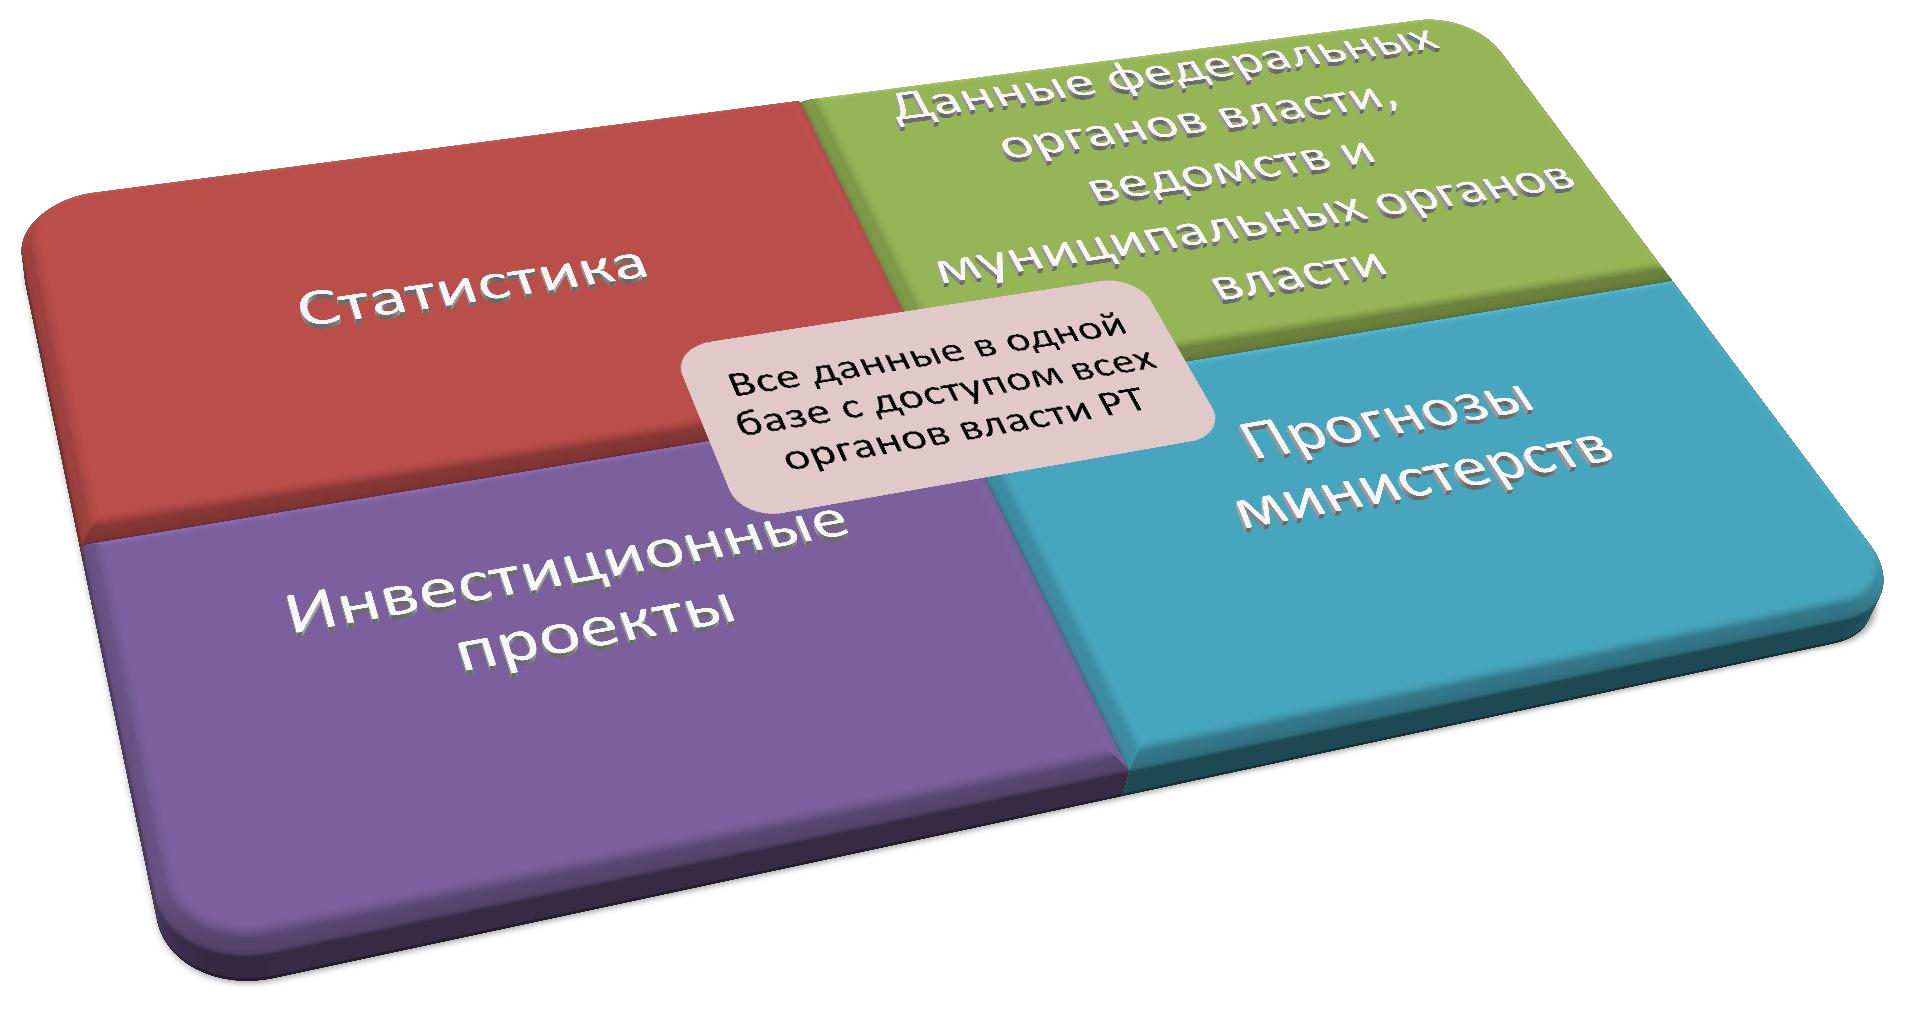 Статистика
Данные федеральных
органов власти,
ведомств и
муниципальных органов
власти
Все данные в одной
базе с доступом всех
органов власти РТ
Инвестиционные
проекты
Прогнозы
министерств